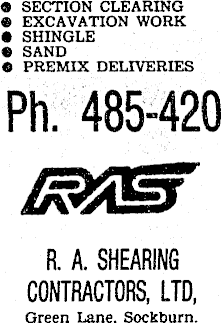 SECTION CLEARING
EXCAVATION WORK
SHINGLE
SAND
PREMIX DELIVERIES
Ph. 485-420
RAS
R. A. SHEARING
CONTRACTORS, LTD,
Green Lane. Sockburn.